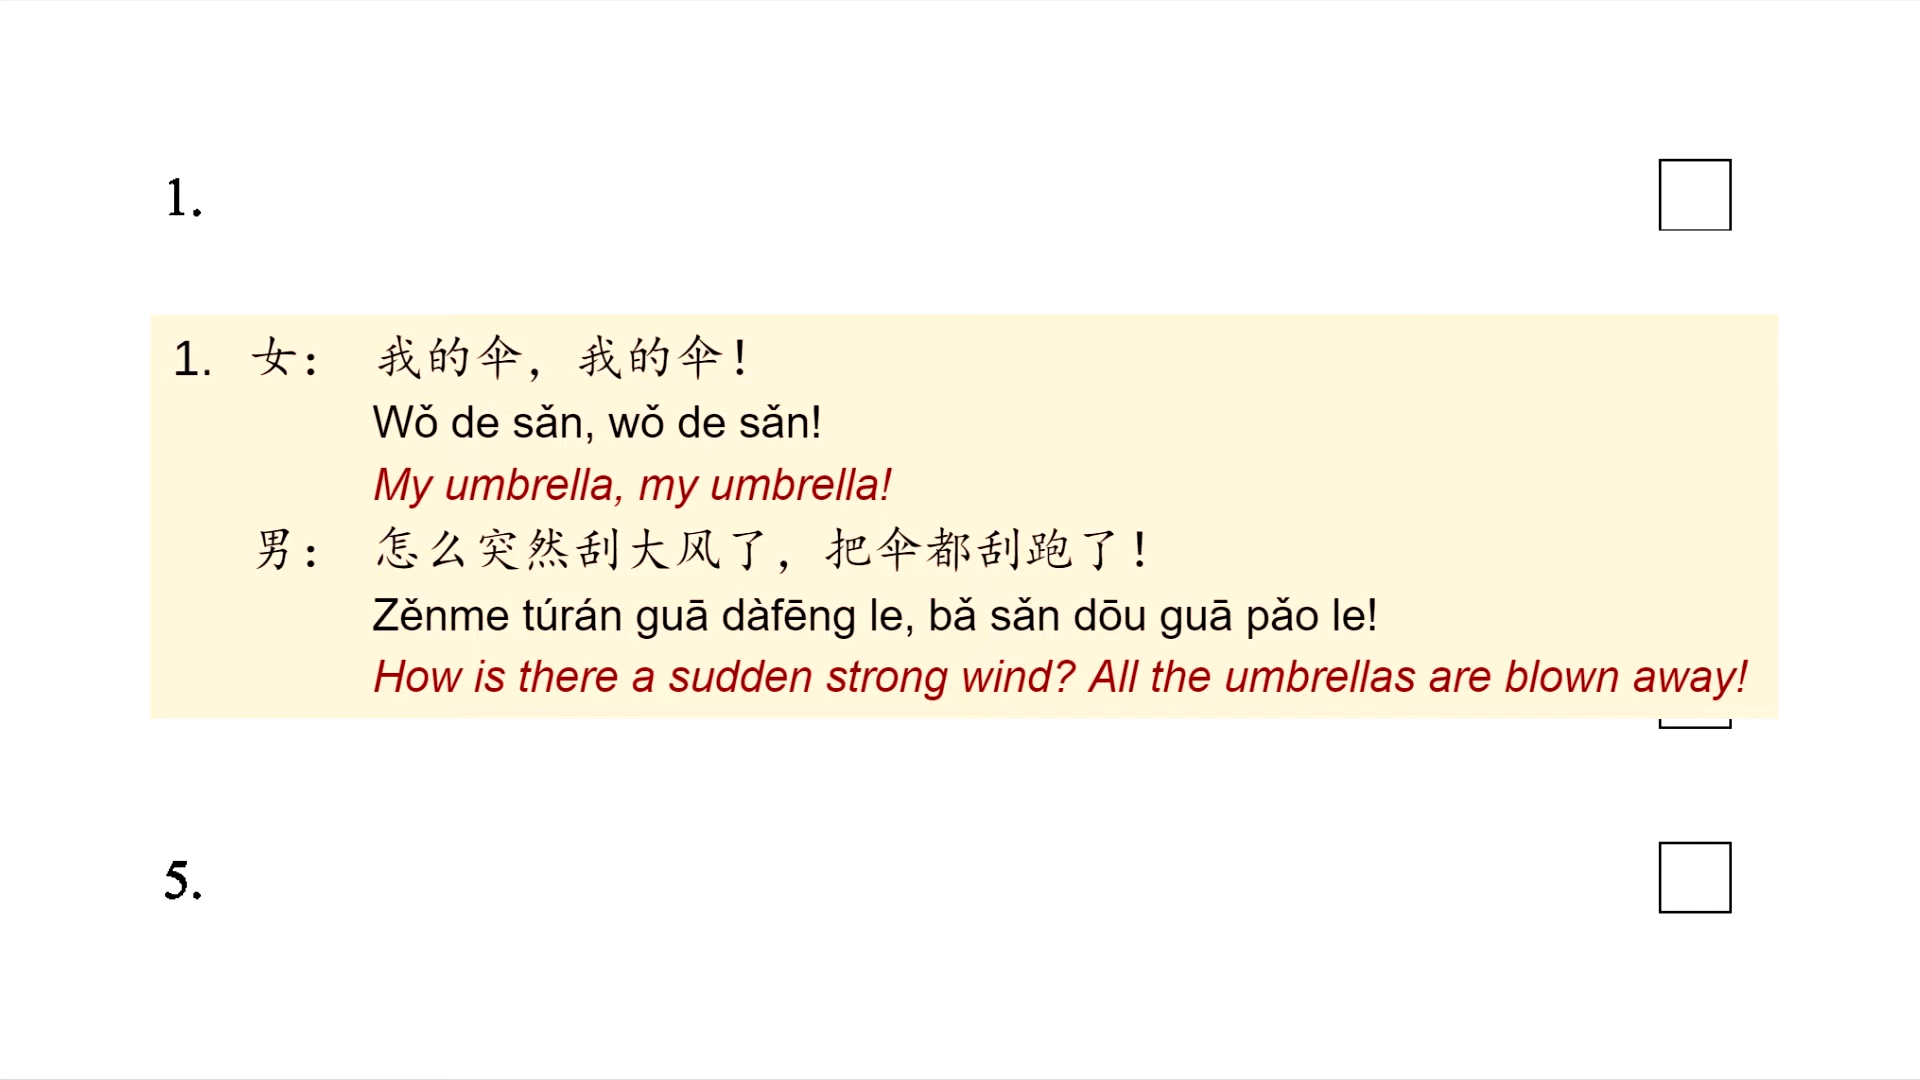 1.
1. 女： 我的伞，我的伞！
Wǒ de sǎn, wǒ de sǎn!
My umbrella, my umbrella!
男： 怎么突然刮大风了，把伞都刮跑了！
Zěnme túrán guā dàfēng le, bǎ sǎn dōu guā pǎo le!
How is there a sudden strong wind? All the umbrellas are blown away!
5.